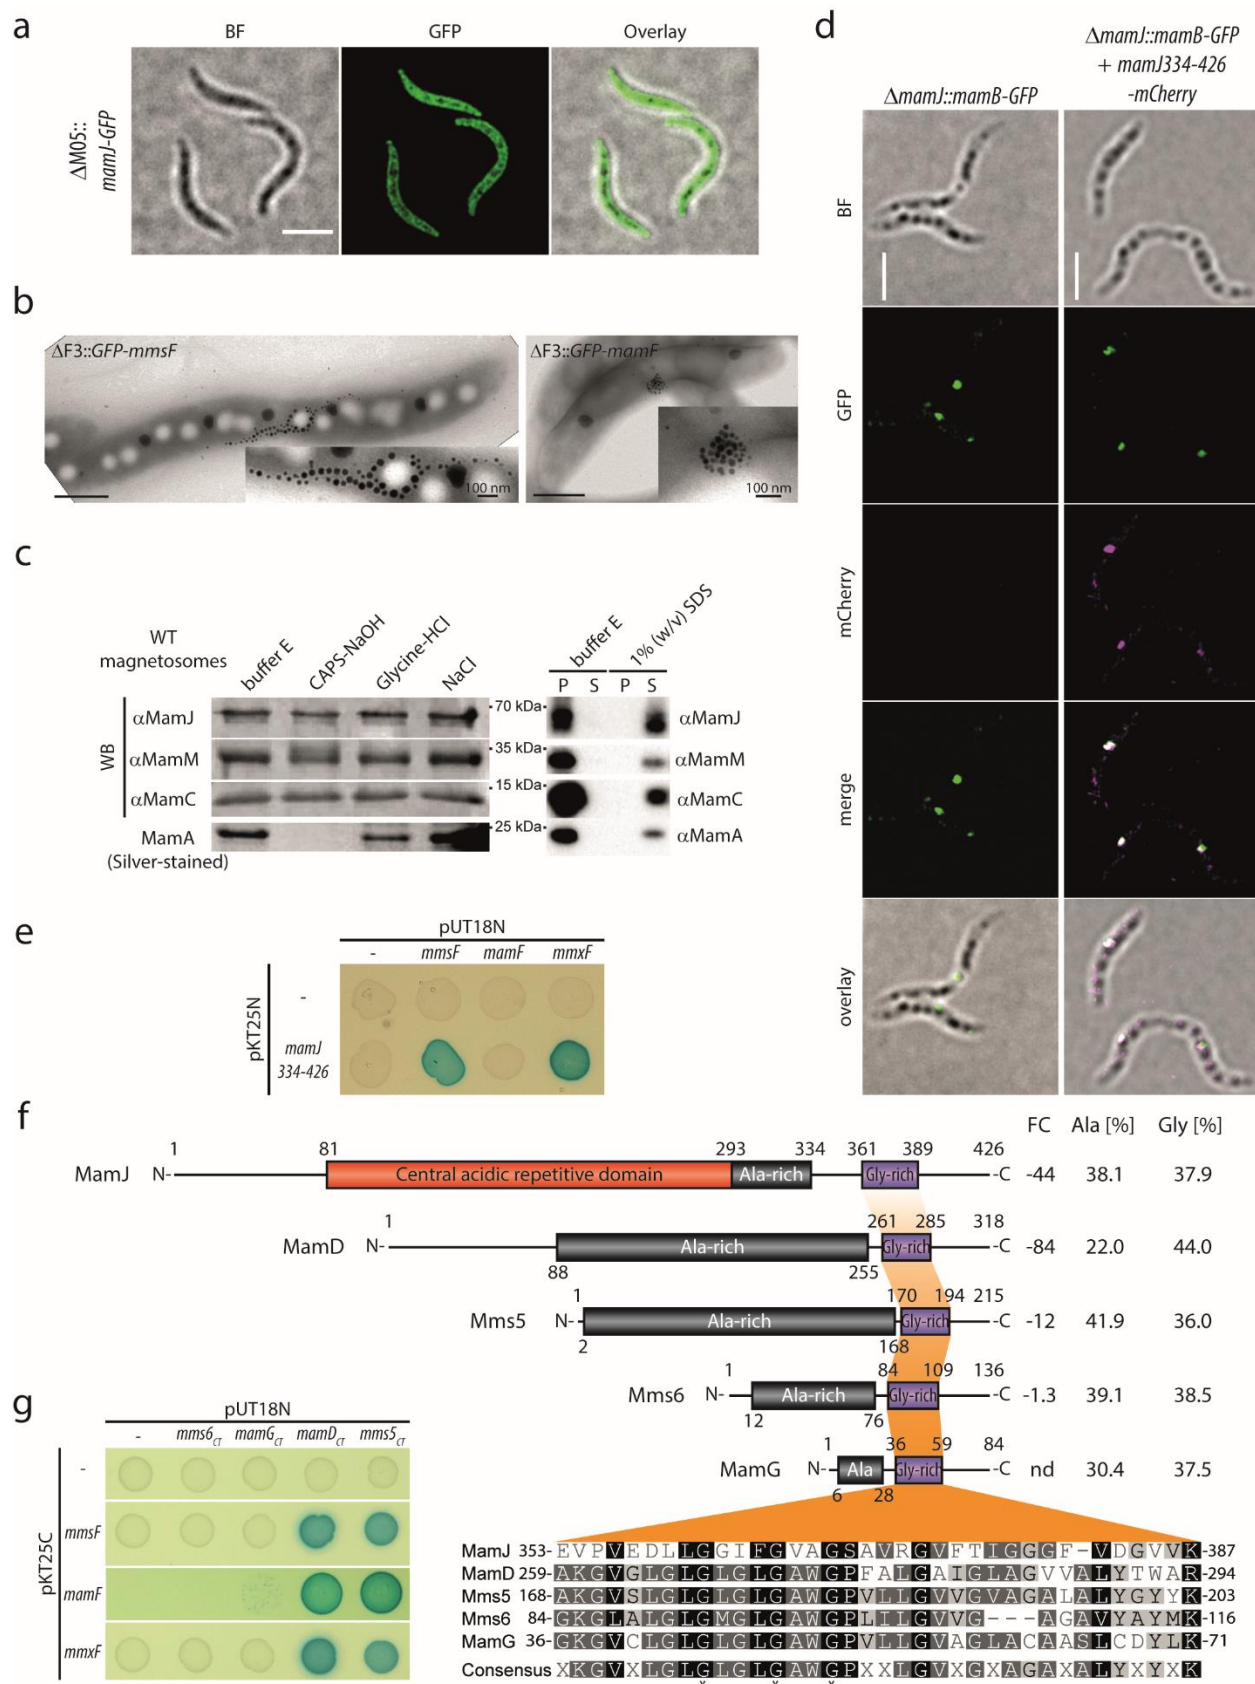 a
BF GFP Overlay
ΔM05::
mamJ-GFP
b
ΔF3::GFP-mmsF
100 nm
ΔF3::GFP-mamF
100 nm
c
WT
magnetosomes
buffer E CAPS-NaOH Glycine-HCl NaCl
buffer E 1% (w/v) SDS
P S P S
WB
αMamJ 70 kDa αMamJ
αMamM 35 kDa αMamM
αMamC 15 kDa αMamC
MamA 25 kDa αMamA
(Silver-stained)
d
ΔmamJ::mamB-GFP
ΔmamJ::mamB-GFP
+ mamJ334-426
-mCherry
BF
GFP
mCherry
merge
overlay
e
pUT18N
- mmsF mamF mmxF
pKT25N
-
mamJ
334-426
f
FC Ala [%] Gly [%]
1 81 293 334 361 389 426
MamJ N- Central acidic repetitive domain Ala-rich Gly-rich -C -44 38.1 37.9
1 261 285 318
MamD N- Ala-rich Gly-rich -C -84 22.0 44.0
88 255
1 170 194 215
Mms5 N- Ala-rich Gly-rich -C -12 41.9 36.0
2 168
1 84 109 136
Mms6 N- Ala-rich Gly-rich -C -1.3 39.1 38.5
12 76
1 36 59 84
MamG N- Ala Gly-rich -C nd 30.4 37.5
6 28
MamJ 353-EVPVEDLLGGIFGVAGSAVRGVFTIGGGF-VDGVVK-387
MamD 259-AKGVGLGLGLGLGAWGPFALGAIGLAGVVALYTWAR-294
Mms5 168-AKGVSLGLGLGLGAWGPVLLGVVGVAGALALYGYYK-203
Mms6 84-GKGLALGLGMGLGAWGPLILGVVG---AGAVYAYMK-116
MamG 36-GKGVCLGLGLGLGAWGPVLLGVAGLACAASLCDYLK-71
Consensus XKGVXLGLGLGLGAWGPXXLGVXGXAGAXALYXYXK
g
pUT18N
- mms6CT mamGCT mamDCT mms5CT
pKT25C
-
mmsF
mamF
mmxF